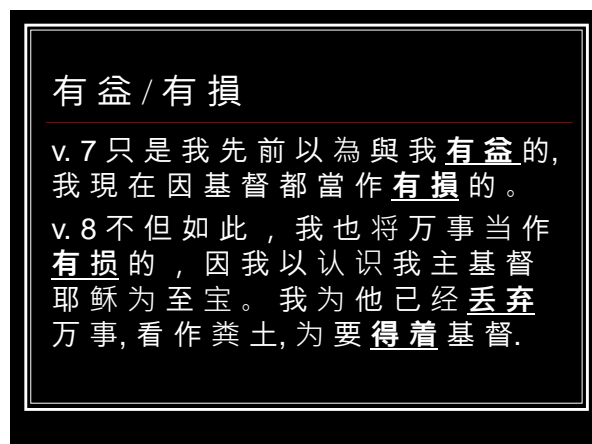 有 益 / 有 損
v. 7 只 是 我 先 前 以 為 與 我 有 益 的,
我 現 在 因 基 督 都 當 作 有 損 的 。
v. 8 不 但 如 此 , 我 也 将 万 事 当 作
有 损 的 , 因 我 以 认 识 我 主 基 督
耶 稣 为 至 宝 。 我 为 他 已 经 丢 弃
万 事, 看 作 粪 土, 为 要 得 着 基 督.